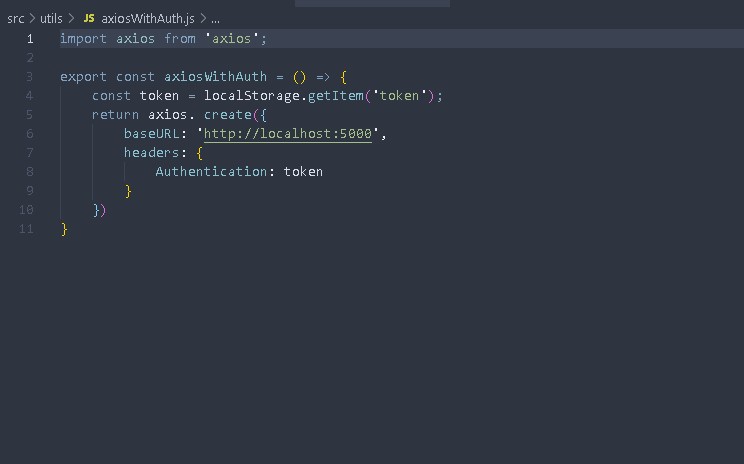 src > utils > JS axiosWithAuth.js > ...
1 import axios from 'axios';
2
3 export const axiosWithAuth = () => {
4 const token = localStorage.getItem('token');
5 return axios. create({
6 baseURL: 'http://localhost:5000',
7 headers: {
8 Authentication: token
9 }
10 })
11 }